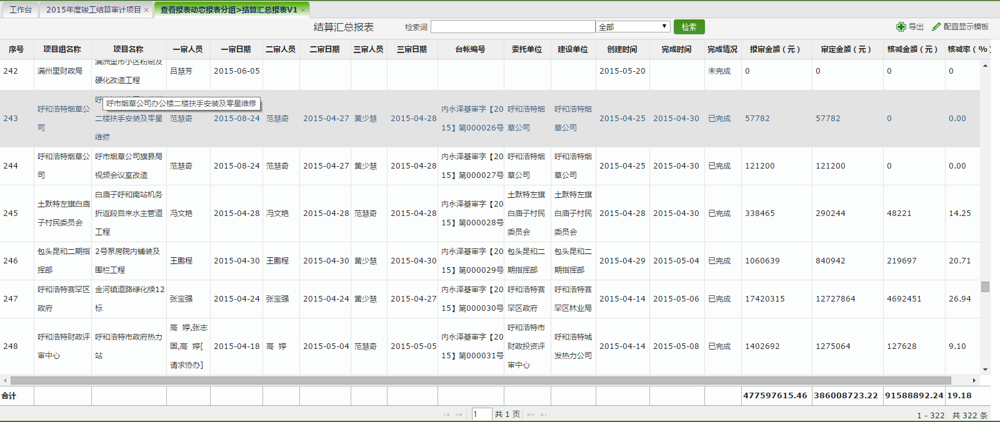 工作台 2015年度竣工结算审计项目 × 查看报表动态报表分组>结算汇总报表V1 ×
结算汇总报表 检索词 全部 检索 导出 配置显示模板
序号 项目组名称 项目名称 一审人员 一审日期 二审人员 二审日期 三审人员 三审日期 台帐编号 委托单位 建设单位 创建时间 完成时间 完成情况 报审金额（元） 审定金额（元） 核减金额（元） 核减率（%）
满洲里市小区粉刷及
242 满州里财政局 吕慧芳 2015-06-05 2015-05-20 未完成 0 0 0 0
硬化改造工程
呼市烟草公司办公楼二楼扶手安装及零星维修
呼和浩特烟草公 内永泽基审字【20 呼和浩特烟 呼和浩特烟
243 二楼扶手安装及零星 范慧奇 2015-08-24 范慧奇 2015-04-27 黄少慧 2015-04-28 2015-04-25 2015-04-30 已完成 57782 57782 0 0.00
司 15】第000026号 草公司 草公司
维修
呼和浩特烟草公 呼市烟草公司旗县局 内永泽基审字【20 呼和浩特烟 呼和浩特烟
244 范慧奇 2015-08-24 范慧奇 2015-04-27 黄少慧 2015-04-28 2015-04-25 2015-04-30 已完成 121200 121200 0 0.00
司 视频会议室改造 15】第000027号 草公司 草公司
白庙子呼和南站机务 土默特左旗 土默特左旗
土默特左旗白庙 内永泽基审字【20
245 折返段自来水主管道 冯文艳 2015-04-28 冯文艳 2015-04-28 范慧奇 2015-04-28 白庙子村民 白庙子村民 2015-04-28 2015-04-30 已完成 338465 290244 48221 14.25
子村民委员会 15】第000028号
工程 委员会 委员会
包头昆和二期指 2号泵房院内铺装及 内永泽基审字【20 包头昆和二 包头昆和二
246 王鹏程 2015-04-30 王鹏程 2015-04-30 黄少慧 2015-04-30 2015-04-29 2015-05-04 已完成 1060639 840942 219697 20.71
挥部 围栏工程 15】第000029号 期指挥部 期指挥部
呼和浩特赛罕区 金河镇道路绿化续12 内永泽基审字【20 呼和浩特赛 呼和浩特赛
247 张宝强 2015-04-24 张宝强 2015-04-24 黄少慧 2015-04-27 2015-04-14 2015-05-06 已完成 17420315 12727864 4692451 26.94
政府 标 15】第000030号 罕区政府 罕区林业局
高 婷,张志 呼和浩特市
呼和浩特财政评 呼和浩特市政府热力 内永泽基审字【20 呼和浩特城
248 国,高 婷[ 2015-04-18 高 婷 2015-05-04 范慧奇 2015-05-05 财政投资评 2015-04-14 2015-05-08 已完成 1402692 1275064 127628 9.10
审中心 站 15】第000031号 发热力公司
请求协办] 审中心
合计 477597615.46 386008723.22 91588892.24 19.18
1 共 1 页 1 - 322 共 322 条